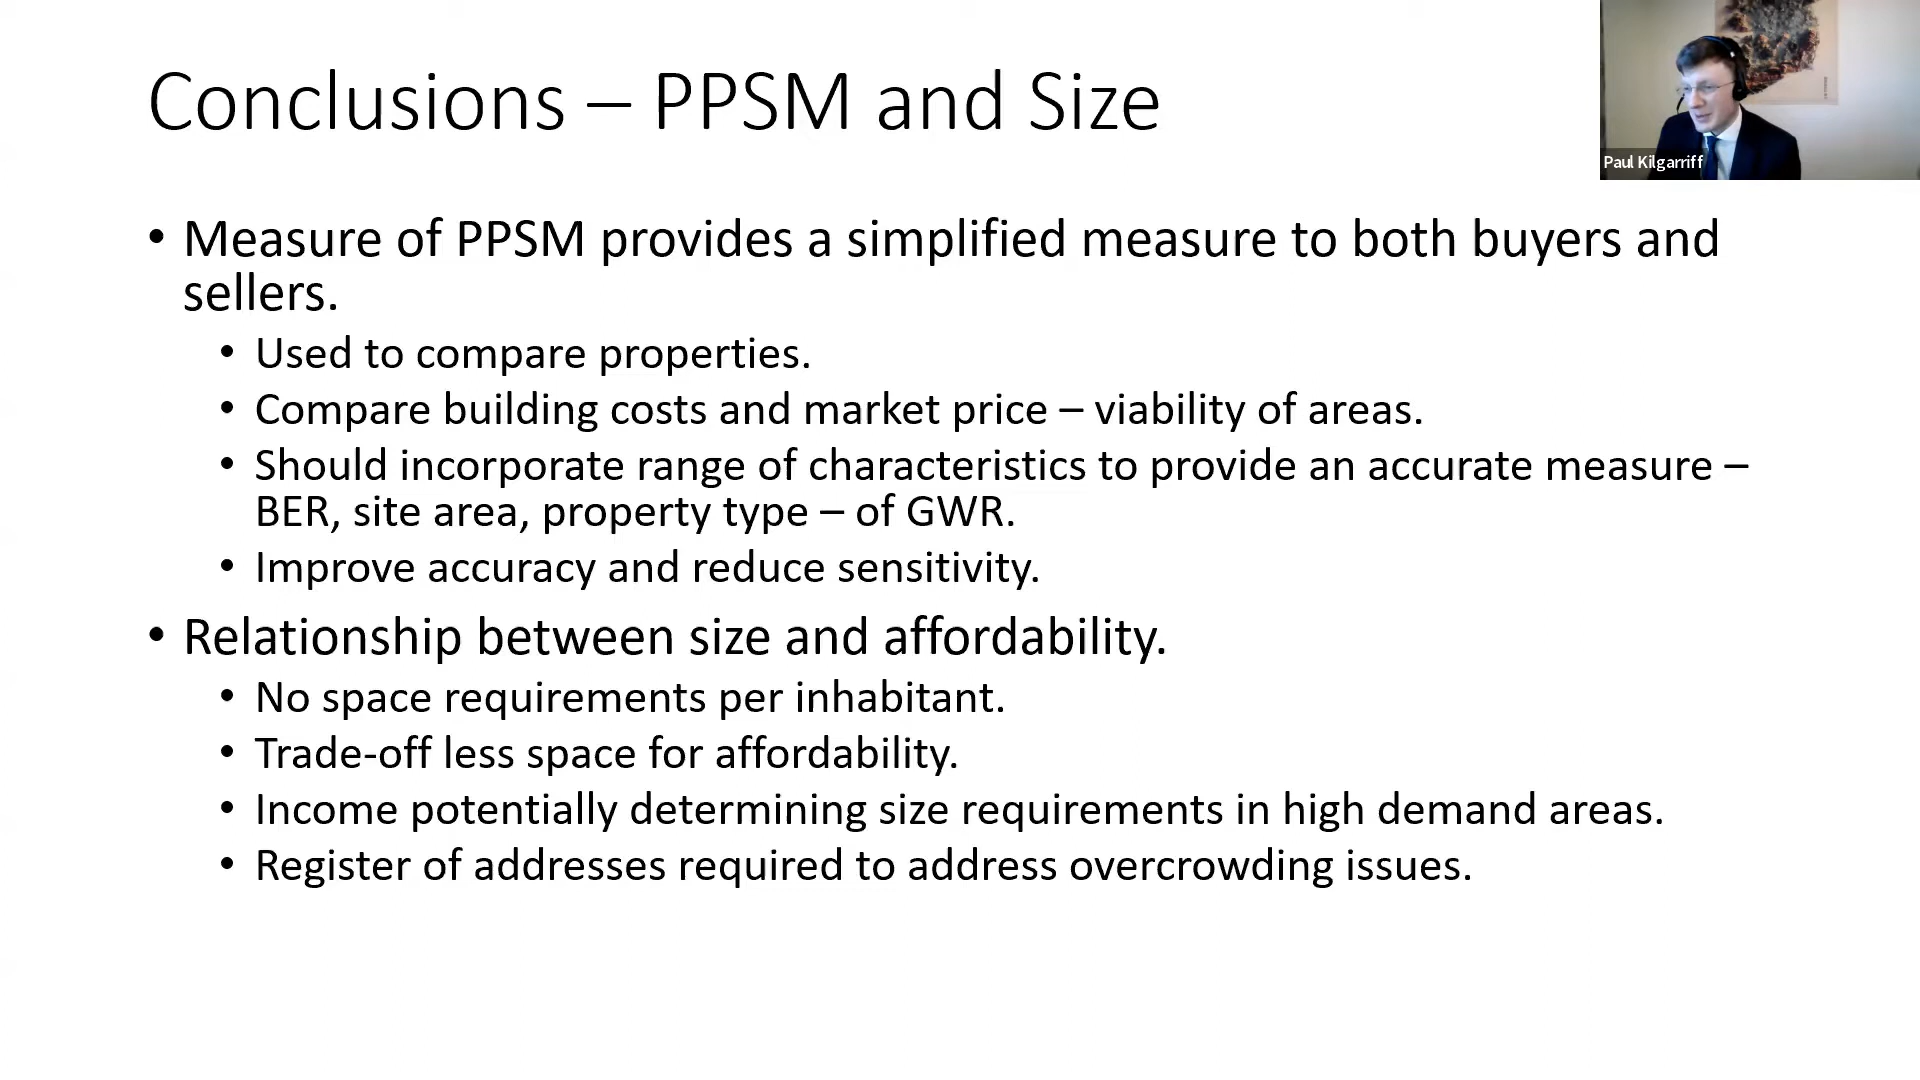 Conclusions – PPSM and Size
Paul Kilgarriff
• Measure of PPSM provides a simplified measure to both buyers and
sellers.
• Used to compare properties.
• Compare building costs and market price – viability of areas.
• Should incorporate range of characteristics to provide an accurate measure –
BER, site area, property type – of GWR.
• Improve accuracy and reduce sensitivity.
• Relationship between size and affordability.
• No space requirements per inhabitant.
• Trade-off less space for affordability.
• Income potentially determining size requirements in high demand areas.
• Register of addresses required to address overcrowding issues.